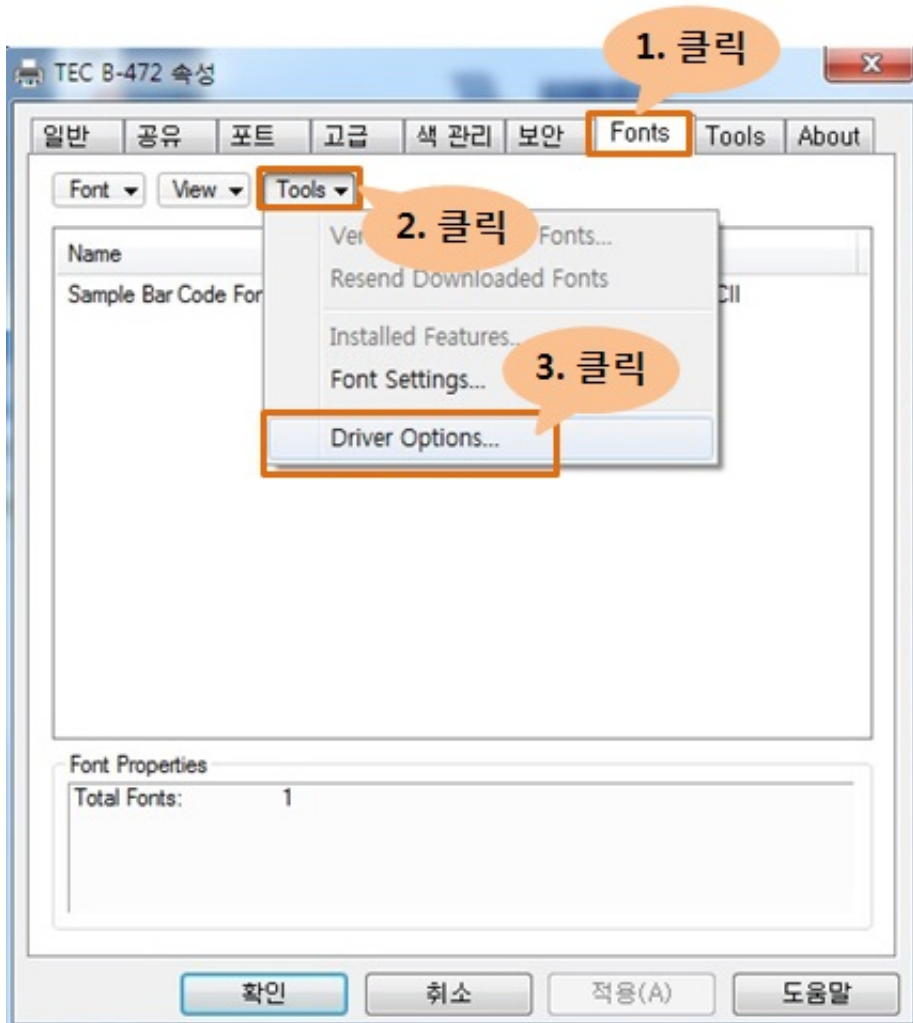 1. 클릭
TEC B-472 속성
일반 공유 포트 고급 색 관리 보안 Fonts Tools About
Font View Tools
2. 클릭
Fonts...
Name
Resend Downloaded Fonts
Sample Bar Code
Installed Features...
3. 클릭
Font Settings...
Driver Options...
Font Properties
Total Fonts: 1
확인 취소 적용(A) 도움말